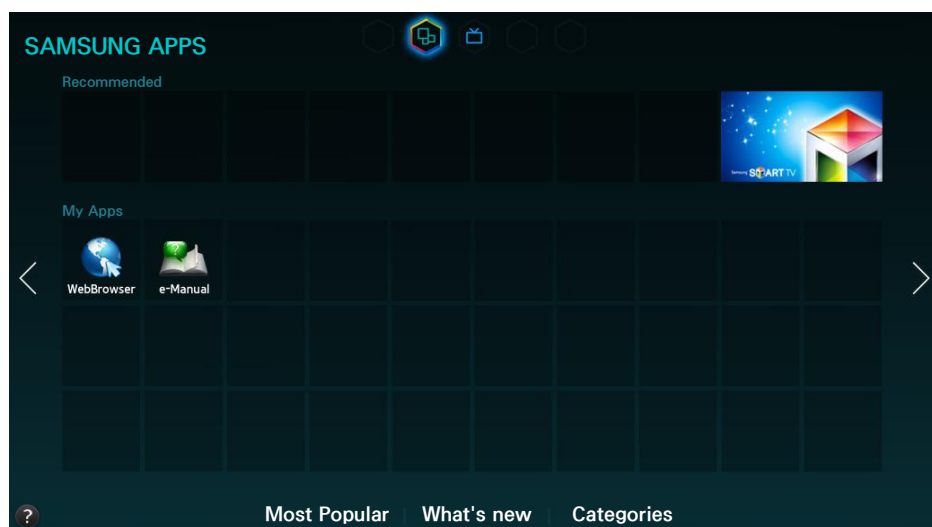 SAMSUNG APPS
Recommended
Samsung SMART TV
My Apps
WebBrowser e-Manual
? Most Popular What's new Categories